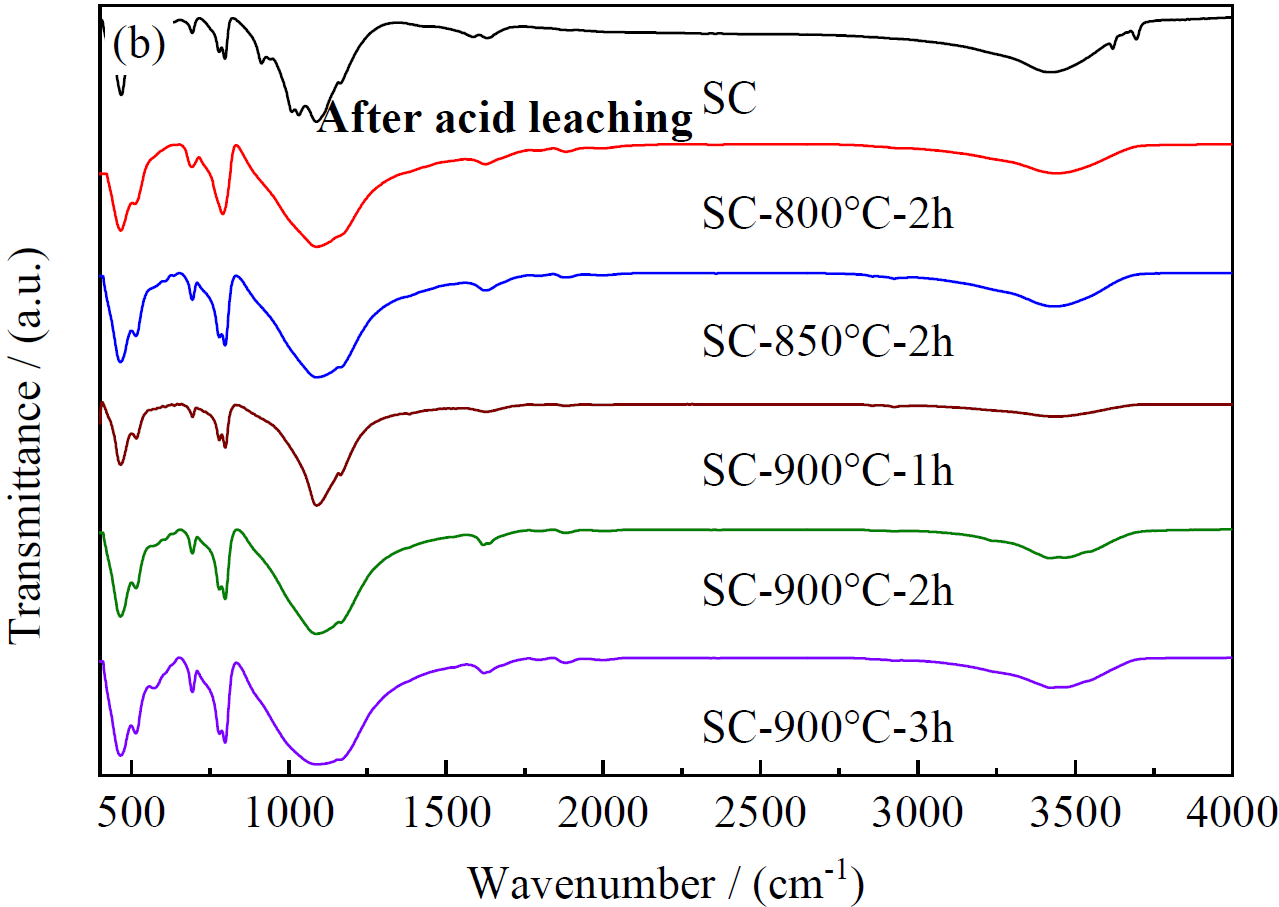 (b)
SC
After acid leaching
SC-800°C-2h
SC-850°C-2h
SC-900°C-1h
SC-900°C-2h
SC-900°C-3h
Transmittance / (a.u.)
500 1000 1500 2000 2500 3000 3500 4000
Wavenumber / (cm⁻¹)